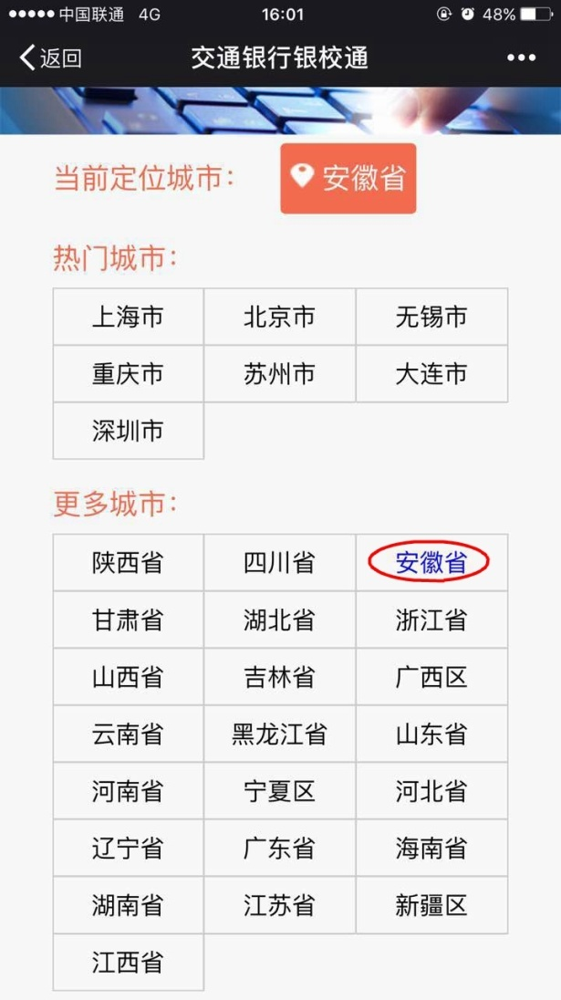 中国联通 4G 16:01 48%
返回 交通银行银校通
当前定位城市: 安徽省
热门城市:
上海市 北京市 无锡市
重庆市 苏州市 大连市
深圳市
更多城市:
陕西省 四川省 安徽省
甘肃省 湖北省 浙江省
山西省 吉林省 广西区
云南省 黑龙江省 山东省
河南省 宁夏区 河北省
辽宁省 广东省 海南省
湖南省 江苏省 新疆区
江西省